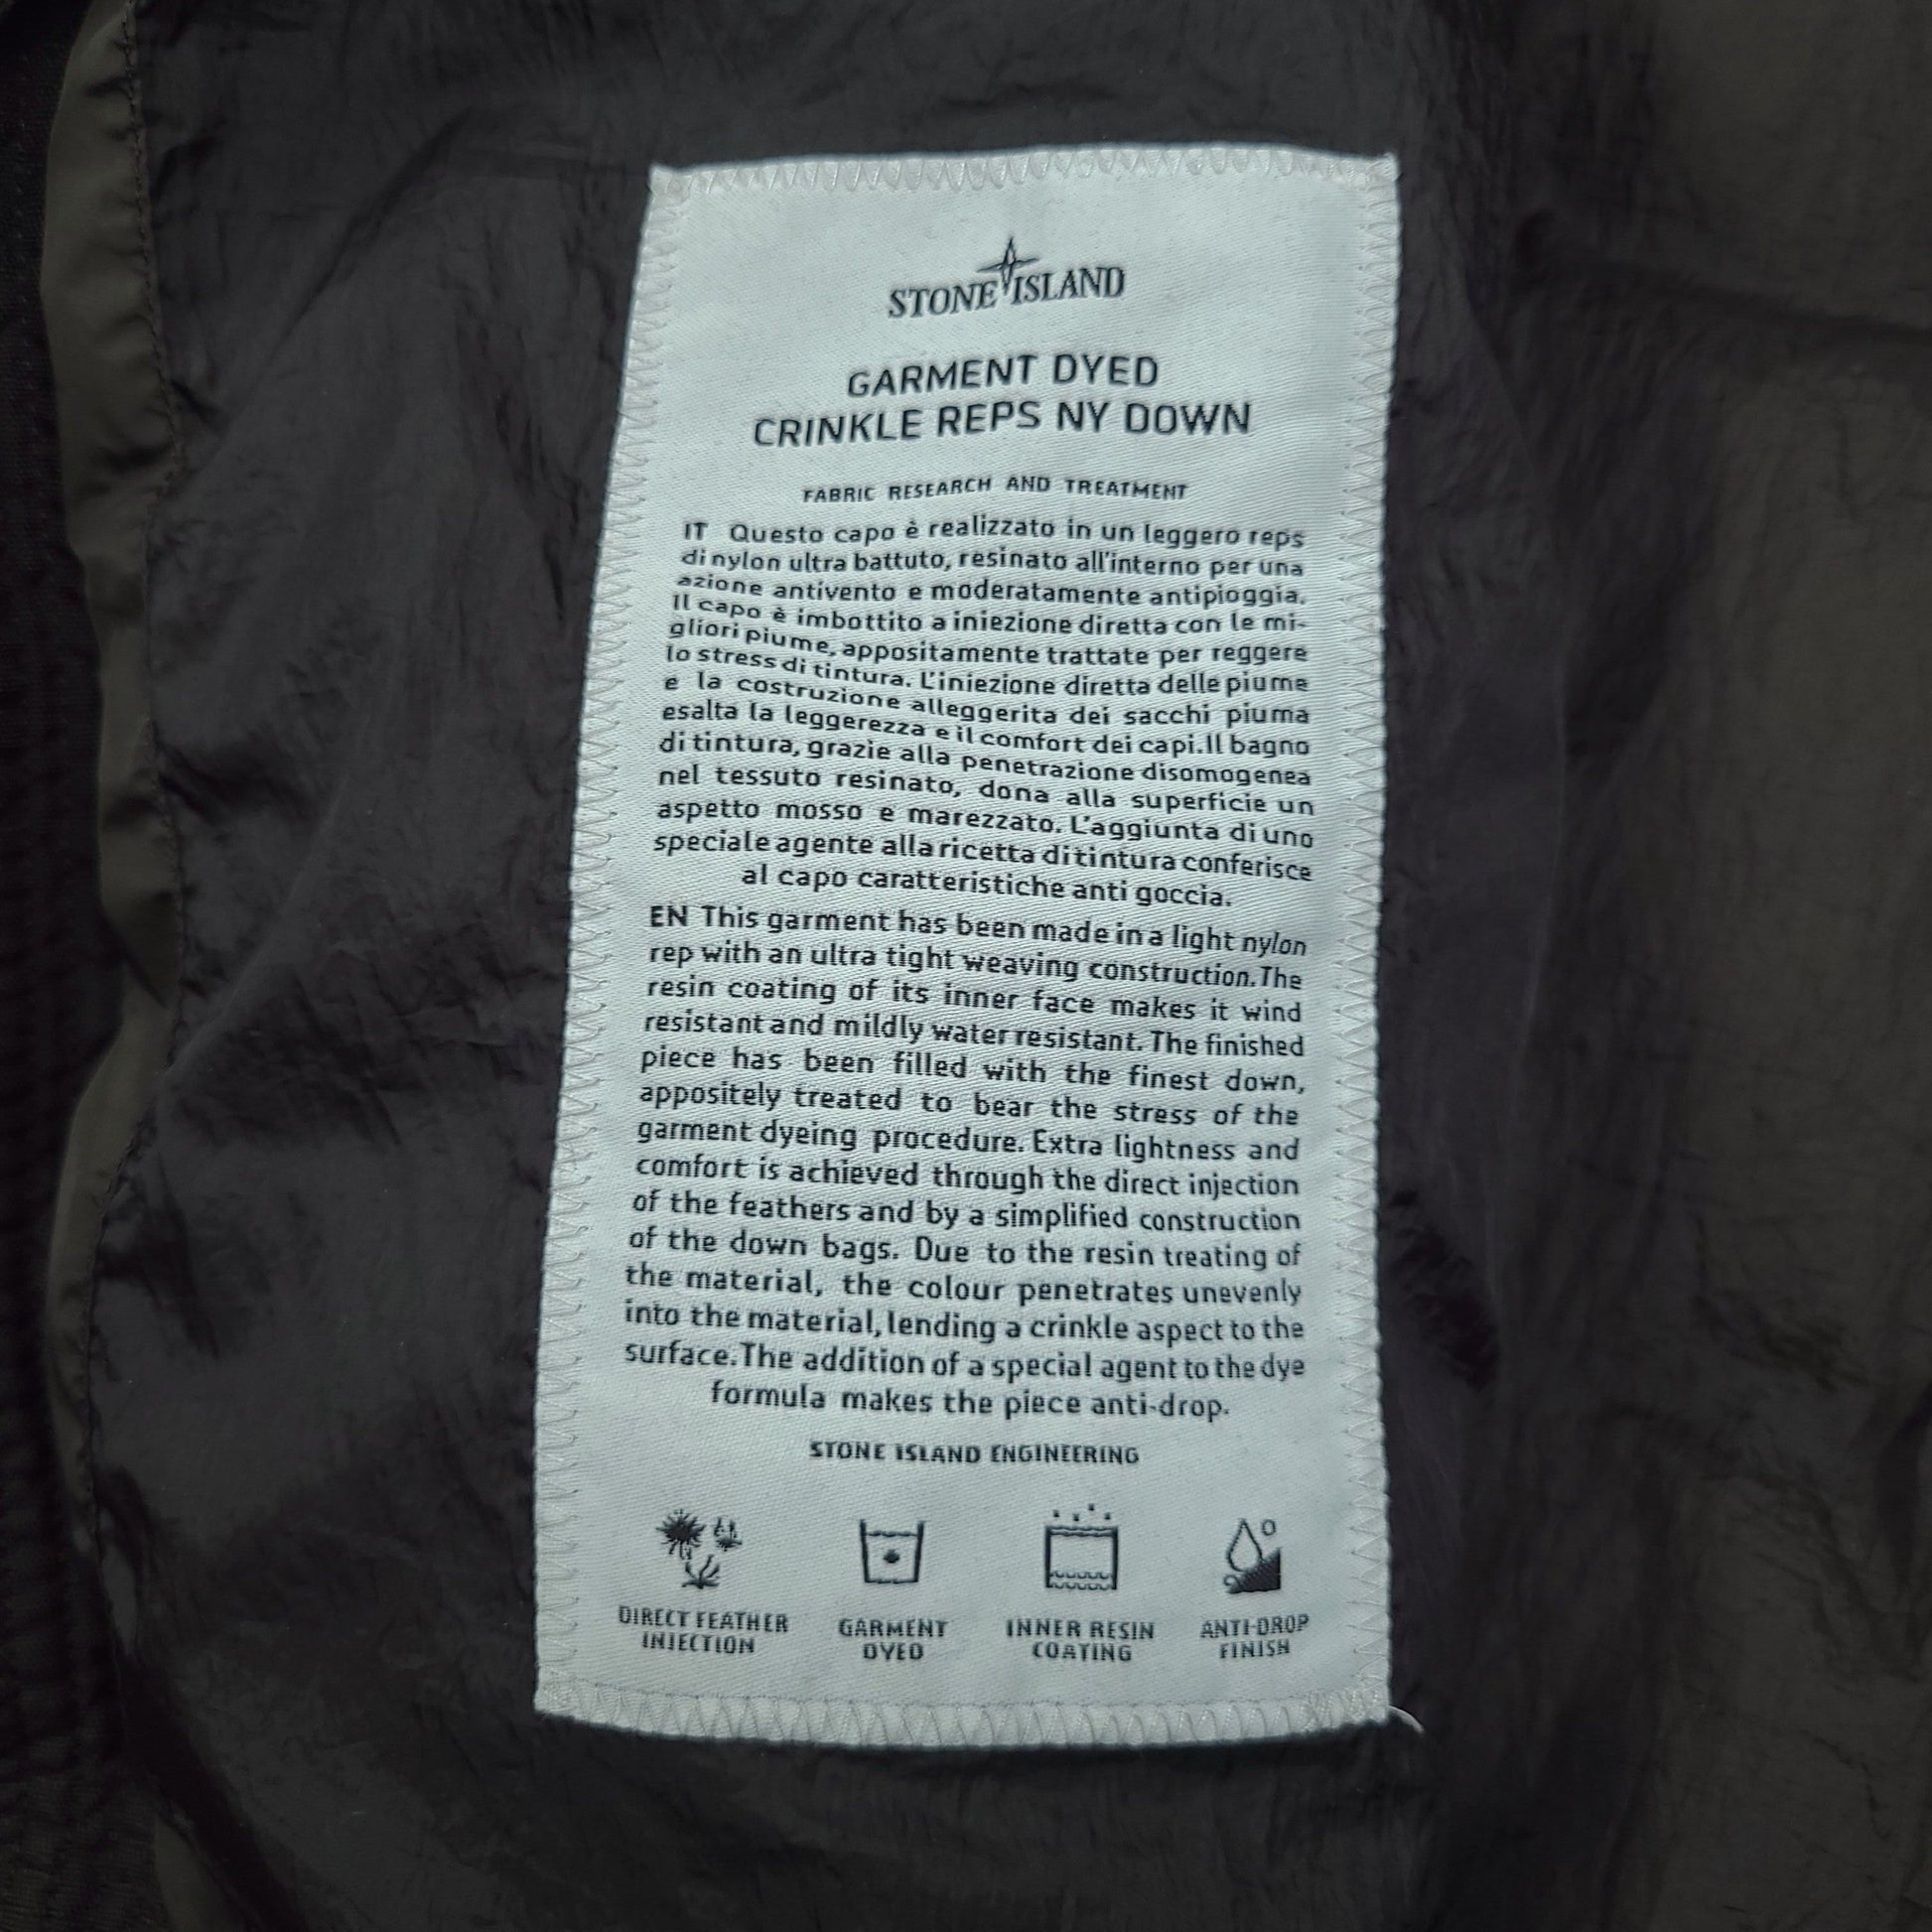 STONE ISLAND
GARMENT DYED
CRINKLE REPS NY DOWN
FABRIC RESEARCH AND TREATMENT
IT Questo capo è realizzato in un leggero reps
di nylon ultra battuto, resinato all'interno per una
azione antivento e moderatamente antipioggia.
Il capo è imbottito a iniezione diretta con le mi-
gliori piume, appositamente trattate per reggere
lo stress di tintura. L'iniezione diretta delle piume
e la costruzione alleggerita dei sacchi piuma
esalta la leggerezza e il comfort dei capi.Il bagno
di tintura, grazie alla penetrazione disomogenea
nel tessuto resinato, dona alla superficie un
aspetto mosso e marezzato. L'aggiunta di uno
speciale agente alla ricetta di tintura conferisce
al capo caratteristiche anti goccia.
EN This garment has been made in a light nylon
rep with an ultra tight weaving construction.The
resin coating of its inner face makes it wind
resistant and mildly water resistant. The finished
piece has been filled with the finest down,
appositely treated to bear the stress of the
garment dyeing procedure. Extra lightness and
comfort is achieved through the direct injection
of the feathers and by a simplified construction
of the down bags. Due to the resin treating of
the material, the colour penetrates unevenly
into the material, lending a crinkle aspect to the
surface.The addition of a special agent to the dye
formula makes the piece anti-drop.
STONE ISLAND ENGINEERING
DIRECT FEATHER
INJECTION
GARMENT
DYED
INNER RESIN
COATING
ANTI-DROP
FINISH